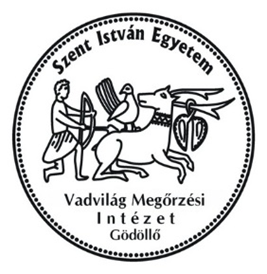 Szent István Egyetem
Vadvilág Megőrzési
Intézet
Gödöllő